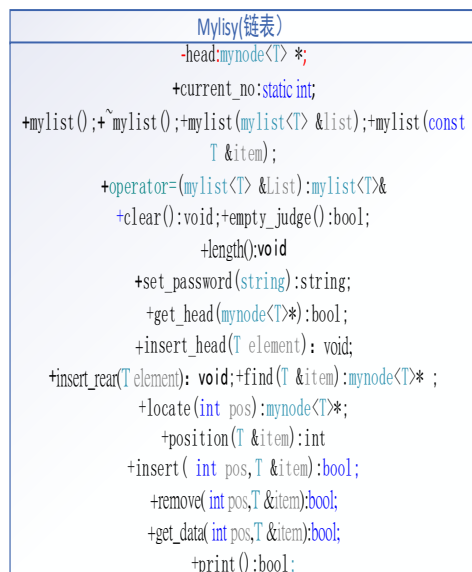 Mylisy(链表)
-head:mynode<T> *;
+current_no:static int;
+mylist();+~mylist();+mylist(mylist<T> &list);+mylist(const
T &item);
+operator=(mylist<T> &List):mylist<T>&
+clear():void;+empty_judge():bool;
+length():void
+set_password(string):string;
+get_head(mynode<T>*):bool;
+insert_head(T element): void;
+insert_rear(T element): void;+find(T &item):mynode<T>* ;
+locate(int pos):mynode<T>*;
+position(T &item):int
+insert( int pos,T &item):bool;
+remove( int pos,T &item):bool;
+get_data( int pos,T &item):bool;
+print():bool;